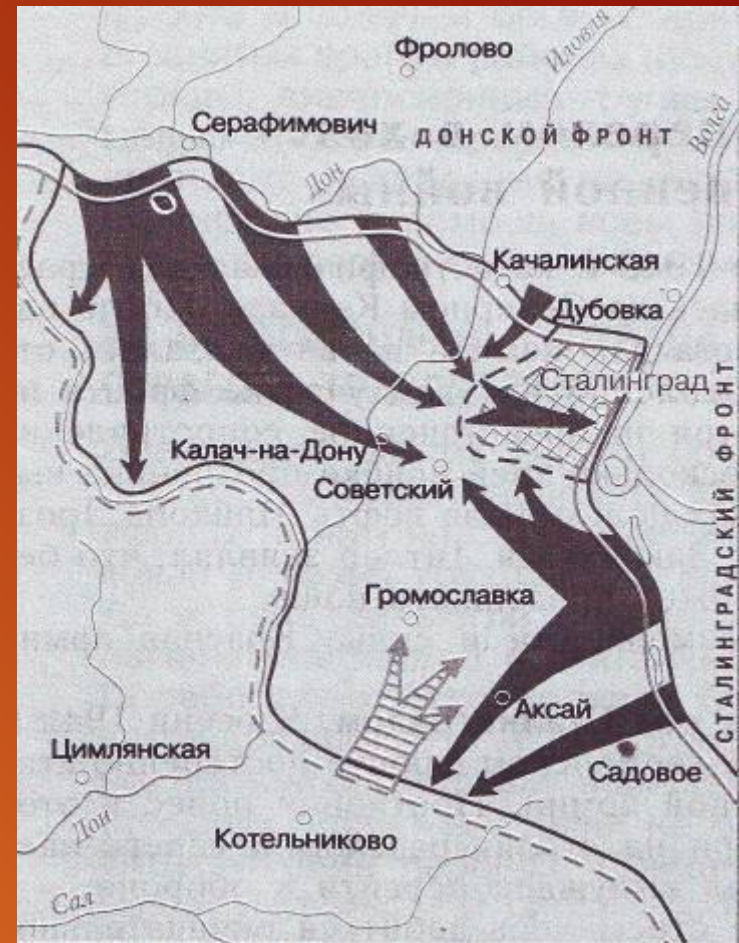 Фролово
Иловля
Серафимович
ДОНСКОЙ ФРОНТ
Волга
Дон
Качалинская
Дубовка
Сталинград
Калач-на-Дону
Советский
СТАЛИНГРАДСКИЙ ФРОНТ
Громославка
Аксай
Цимлянская
Садовое
Дон
Котельниково
Сал